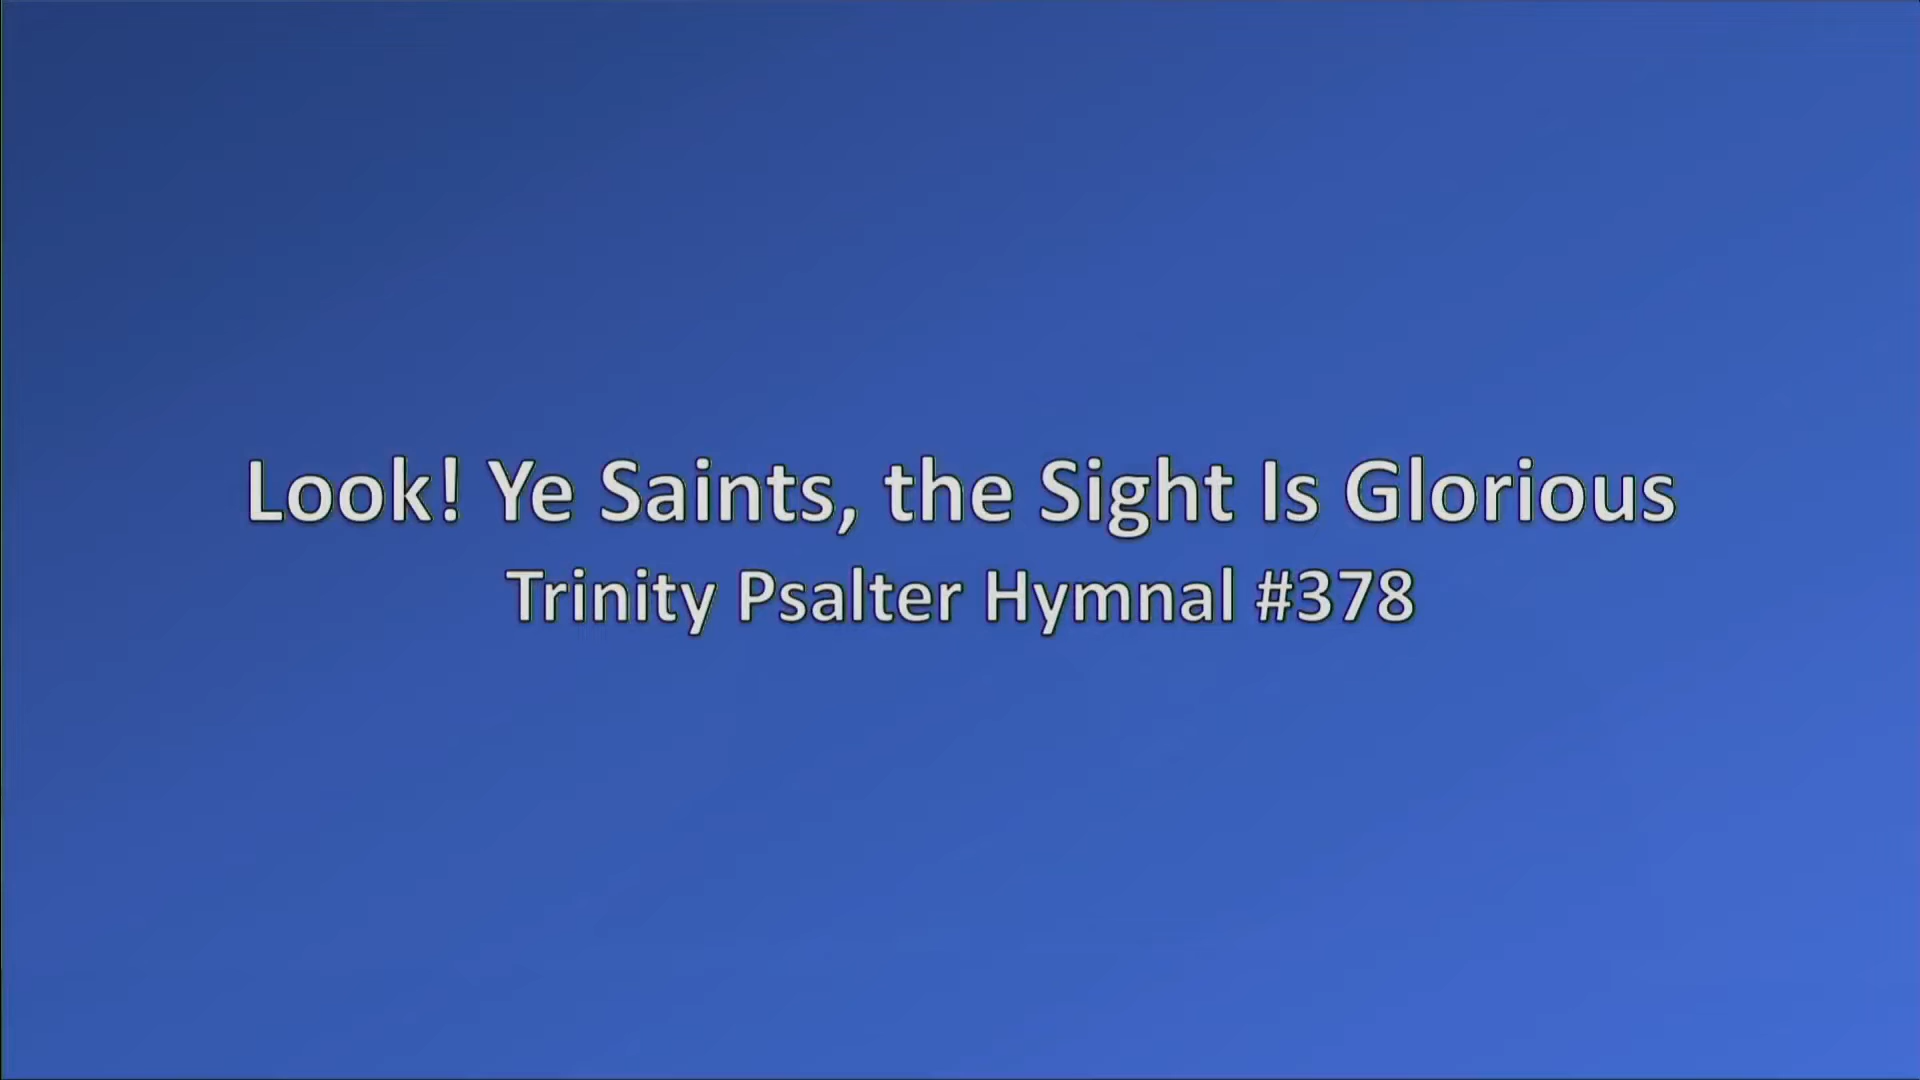 Look! Ye Saints, the Sight Is Glorious
Trinity Psalter Hymnal #378